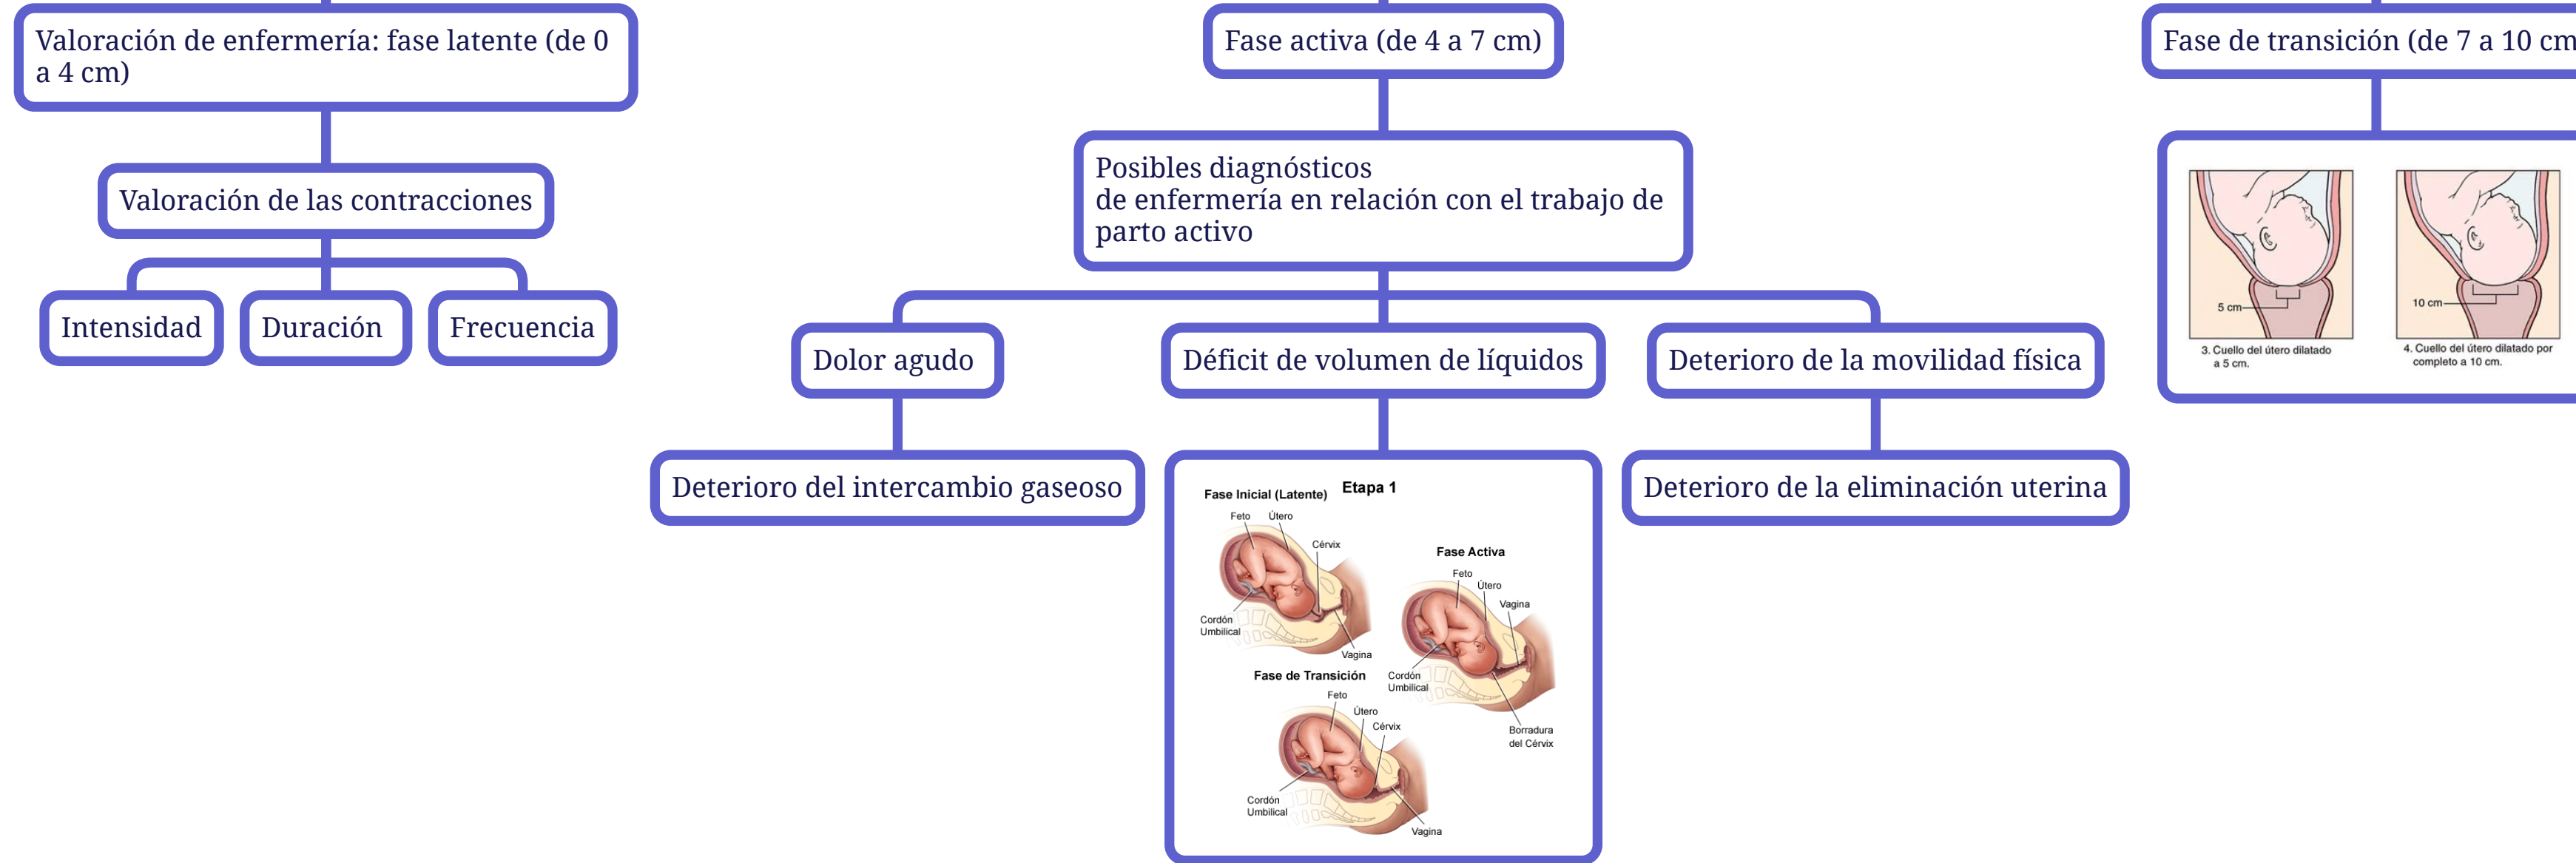 Valoración de enfermería: fase latente (de 0
a 4 cm)
Valoración de las contracciones
Intensidad
Duración
Frecuencia
Fase activa (de 4 a 7 cm)
Posibles diagnósticos
de enfermería en relación con el trabajo de
parto activo
Dolor agudo
Déficit de volumen de líquidos
Deterioro de la movilidad física
Deterioro del intercambio gaseoso
Deterioro de la eliminación uterina
Etapa 1
Fase Inicial (Latente)
Feto
Útero
Cérvix
Cordón
Umbilical
Vagina
Fase Activa
Feto
Útero
Vagina
Cordón
Umbilical
Borradura
del Cérvix
Fase de Transición
Feto
Útero
Cérvix
Cordón
Umbilical
Vagina
Fase de transición (de 7 a 10 cm
5 cm
3. Cuello del útero dilatado
a 5 cm.
10 cm
4. Cuello del útero dilatado por
completo a 10 cm.